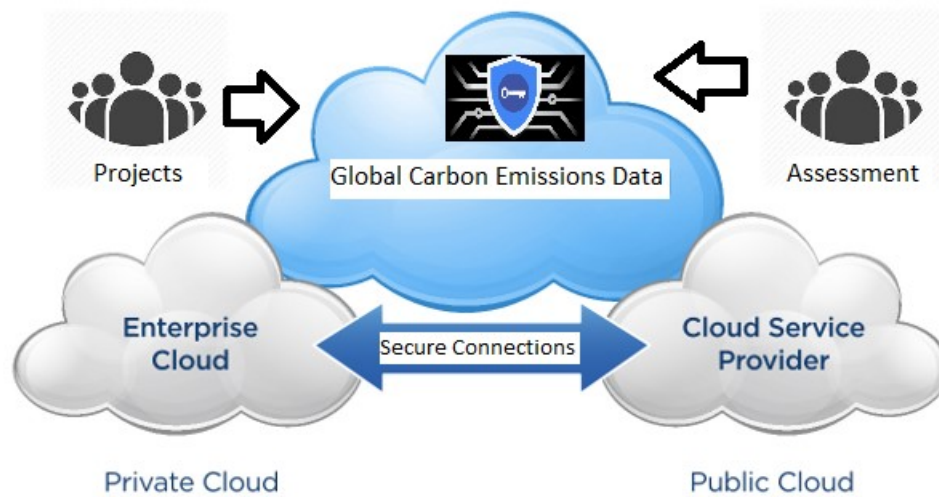 Projects
Global Carbon Emissions Data
Assessment
Enterprise
Cloud
Secure Connections
Cloud Service
Provider
Private Cloud
Public Cloud